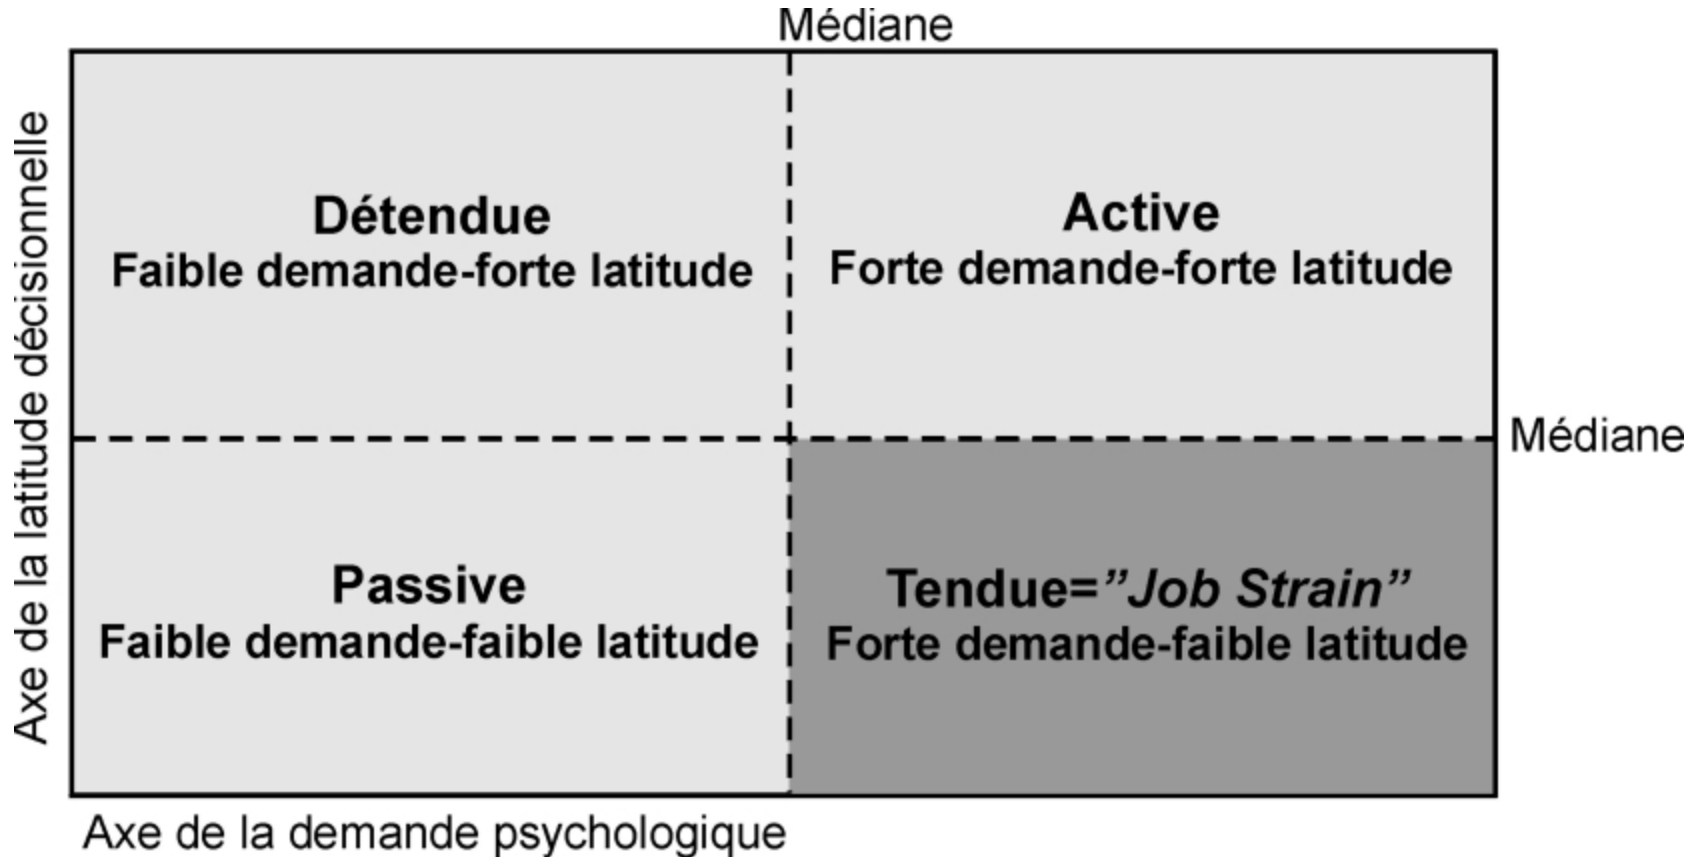 Médiane
Axe de la latitude décisionnelle
Détendue
Faible demande-forte latitude
Active
Forte demande-forte latitude
Médiane
Passive
Faible demande-faible latitude
Tendue=”Job Strain”
Forte demande-faible latitude
Axe de la demande psychologique